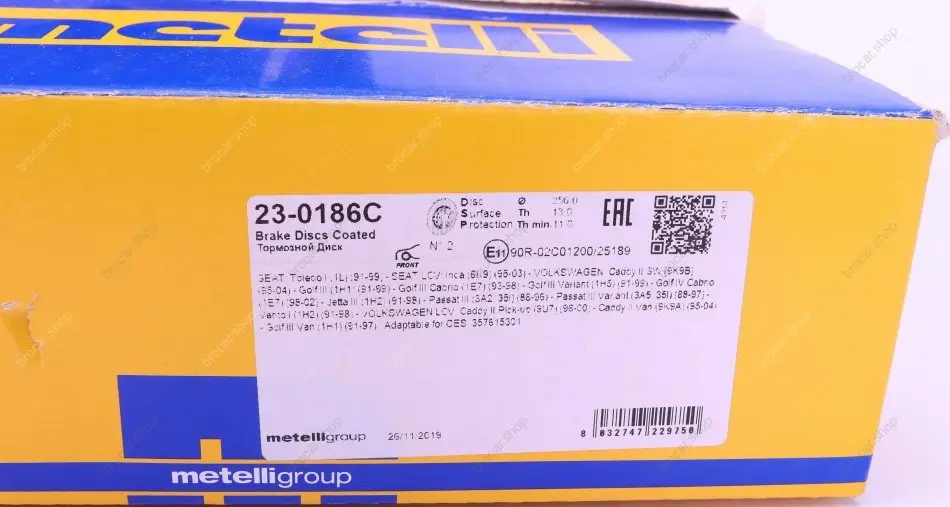 metelli
23-0186C
Brake Discs Coated
Тормозной Диск
Disc Ø 256.0
Surface Th 13.0
Protection Th min. 11.0
EAC
FRONT
N° 2
E11 90R-02C01200/25189
SEAT: Toledo I (1L) (91-99) - SEAT LCV: Inca (6K9) (95-03) - VOLKSWAGEN: Caddy II SW (9K9B)
(95-04) - Golf III (1H1) (91-99) - Golf III Cabrio (1E7) (93-98) - Golf III Variant (1H5) (91-99) - Golf IV Cabrio
(1E7) (98-02) - Jetta III (1H2) (91-98) - Passat III (3A2, 35I) (88-96) - Passat III Variant (3A5, 35I) (88-97) -
Vento I (1H2) (91-98) - VOLKSWAGEN LCV: Caddy II Pick-up (9U7) (96-00) - Caddy II Van (9K9A) (95-04)
- Golf III Van (1H1) (91-97) Adaptable for OES: 357615301
metelligroup
26/11/2019
8 032747 229750
metelligroup
brocar.shop